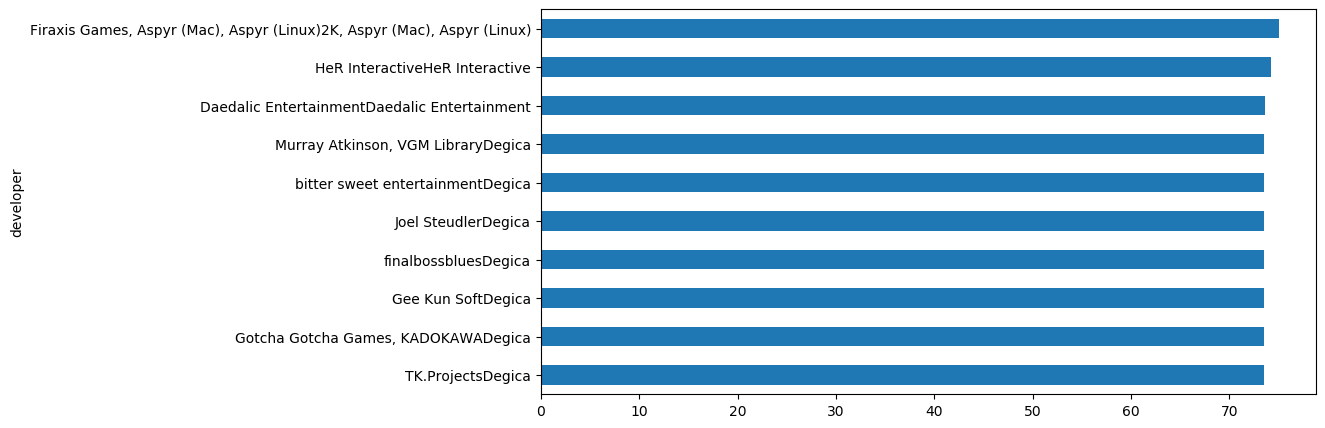 Firaxis Games, Aspyr (Mac), Aspyr (Linux)2K, Aspyr (Mac), Aspyr (Linux)
HeR InteractiveHeR Interactive
Daedalic EntertainmentDaedalic Entertainment
Murray Atkinson, VGM LibraryDegica
bitter sweet entertainmentDegica
Joel SteudlerDegica
finalbossbluesDegica
Gee Kun SoftDegica
Gotcha Gotcha Games, KADOKAWADegica
TK.ProjectsDegica
developer
0 10 20 30 40 50 60 70